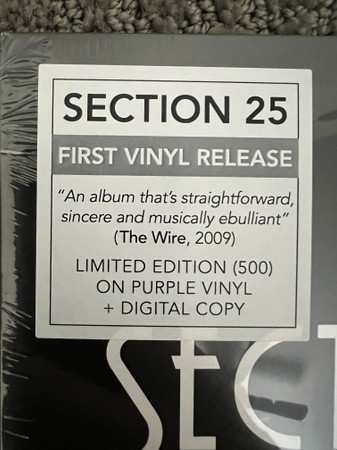 SECTION 25
FIRST VINYL RELEASE
“An album that’s straightforward,
sincere and musically ebulliant”
(The Wire, 2009)
LIMITED EDITION (500)
ON PURPLE VINYL
+ DIGITAL COPY
SECT